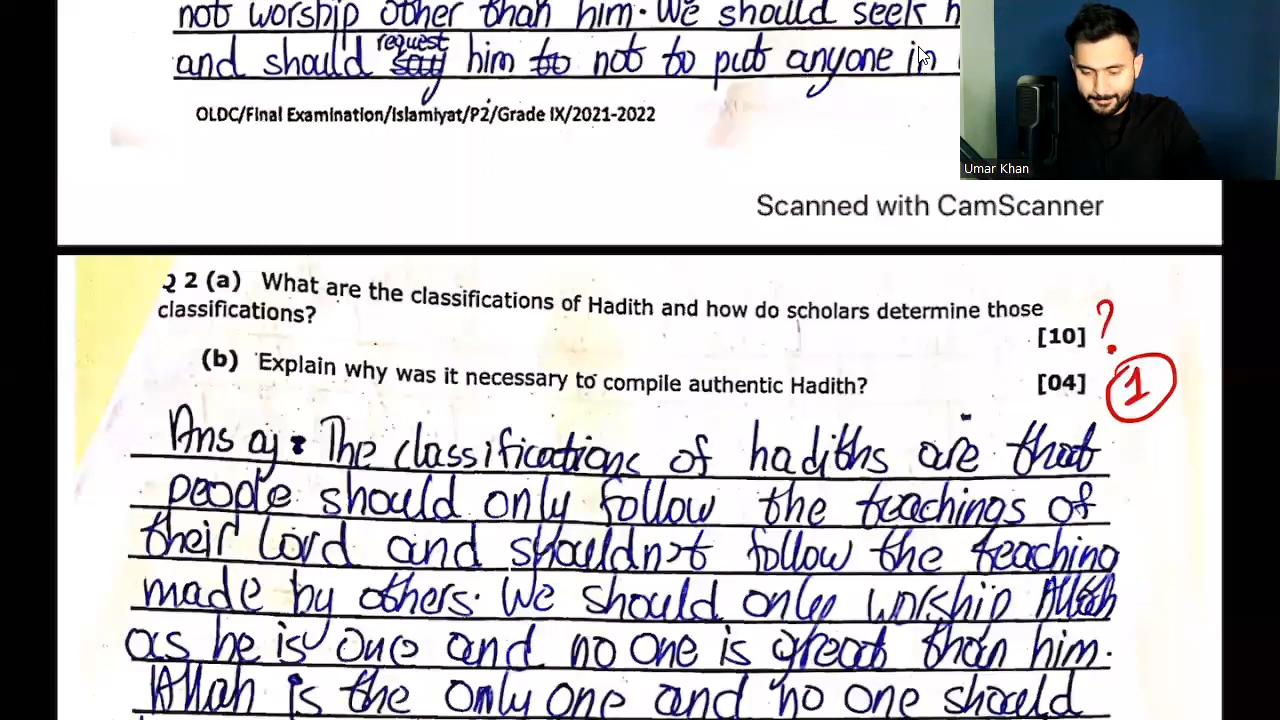 not worship other than him. We should seek h
and should request say him to not to put anyone in
OLDC/Final Examination/Islamiyat/P2/Grade IX/2021-2022
Umar Khan
Scanned with CamScanner
Q 2 (a) What are the classifications of Hadith and how do scholars determine those
classifications?
[10] ?
(b) Explain why was it necessary to compile authentic Hadith?
[04] 1
Ans a): The classifications of hadiths are that
people should only follow the teachings of
their Lord and shouldn't follow the teaching
made by others. We should only worship Allah
as he is one and no one is great than him.
Allah is the only one and no one should